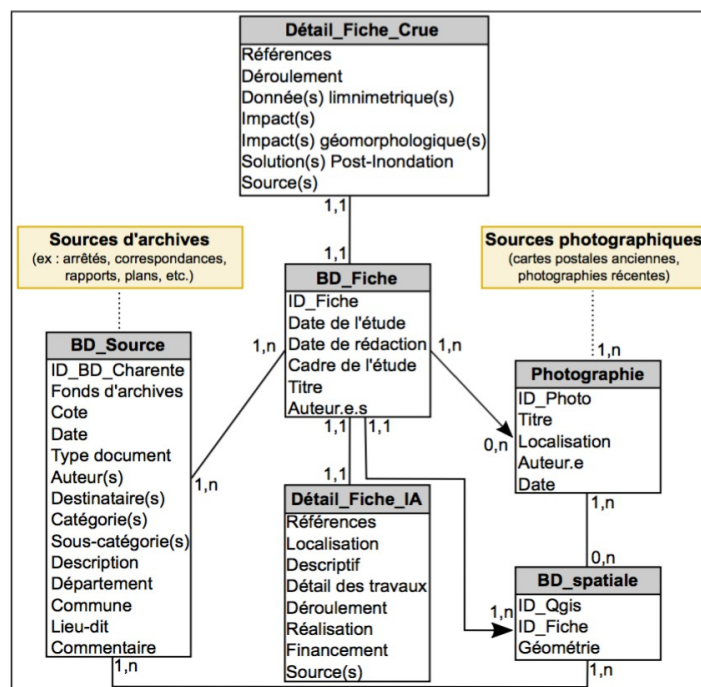 Détail_Fiche_Crue
Références
Déroulement
Donnée(s) limnimetrique(s)
Impact(s)
Impact(s) géomorphologique(s)
Solution(s) Post-Inondation
Source(s)
1,1
Sources d'archives
(ex : arrêtés, correspondances,
rapports, plans, etc.)
Sources photographiques
(cartes postales anciennes,
photographies récentes)
1,1
BD_Fiche
ID_Fiche
Date de l'étude
Date de rédaction
Cadre de l'étude
Titre
Auteur.e.s
1,n
1,n
1,1
1,1
BD_Source
ID_BD_Charente
Fonds d'archives
Cote
Date
Type document
Auteur(s)
Destinataire(s)
Catégorie(s)
Sous-catégorie(s)
Description
Département
Commune
Lieu-dit
Commentaire
1,n
1,n
1,n
Photographie
ID_Photo
Titre
Localisation
Auteur.e
Date
0,n
1,n
1,1
Détail_Fiche_IA
Références
Localisation
Descriptif
Détail des travaux
Déroulement
Réalisation
Financement
Source(s)
0,n
BD_spatiale
ID_Qgis
ID_Fiche
Géométrie
1,n
1,n